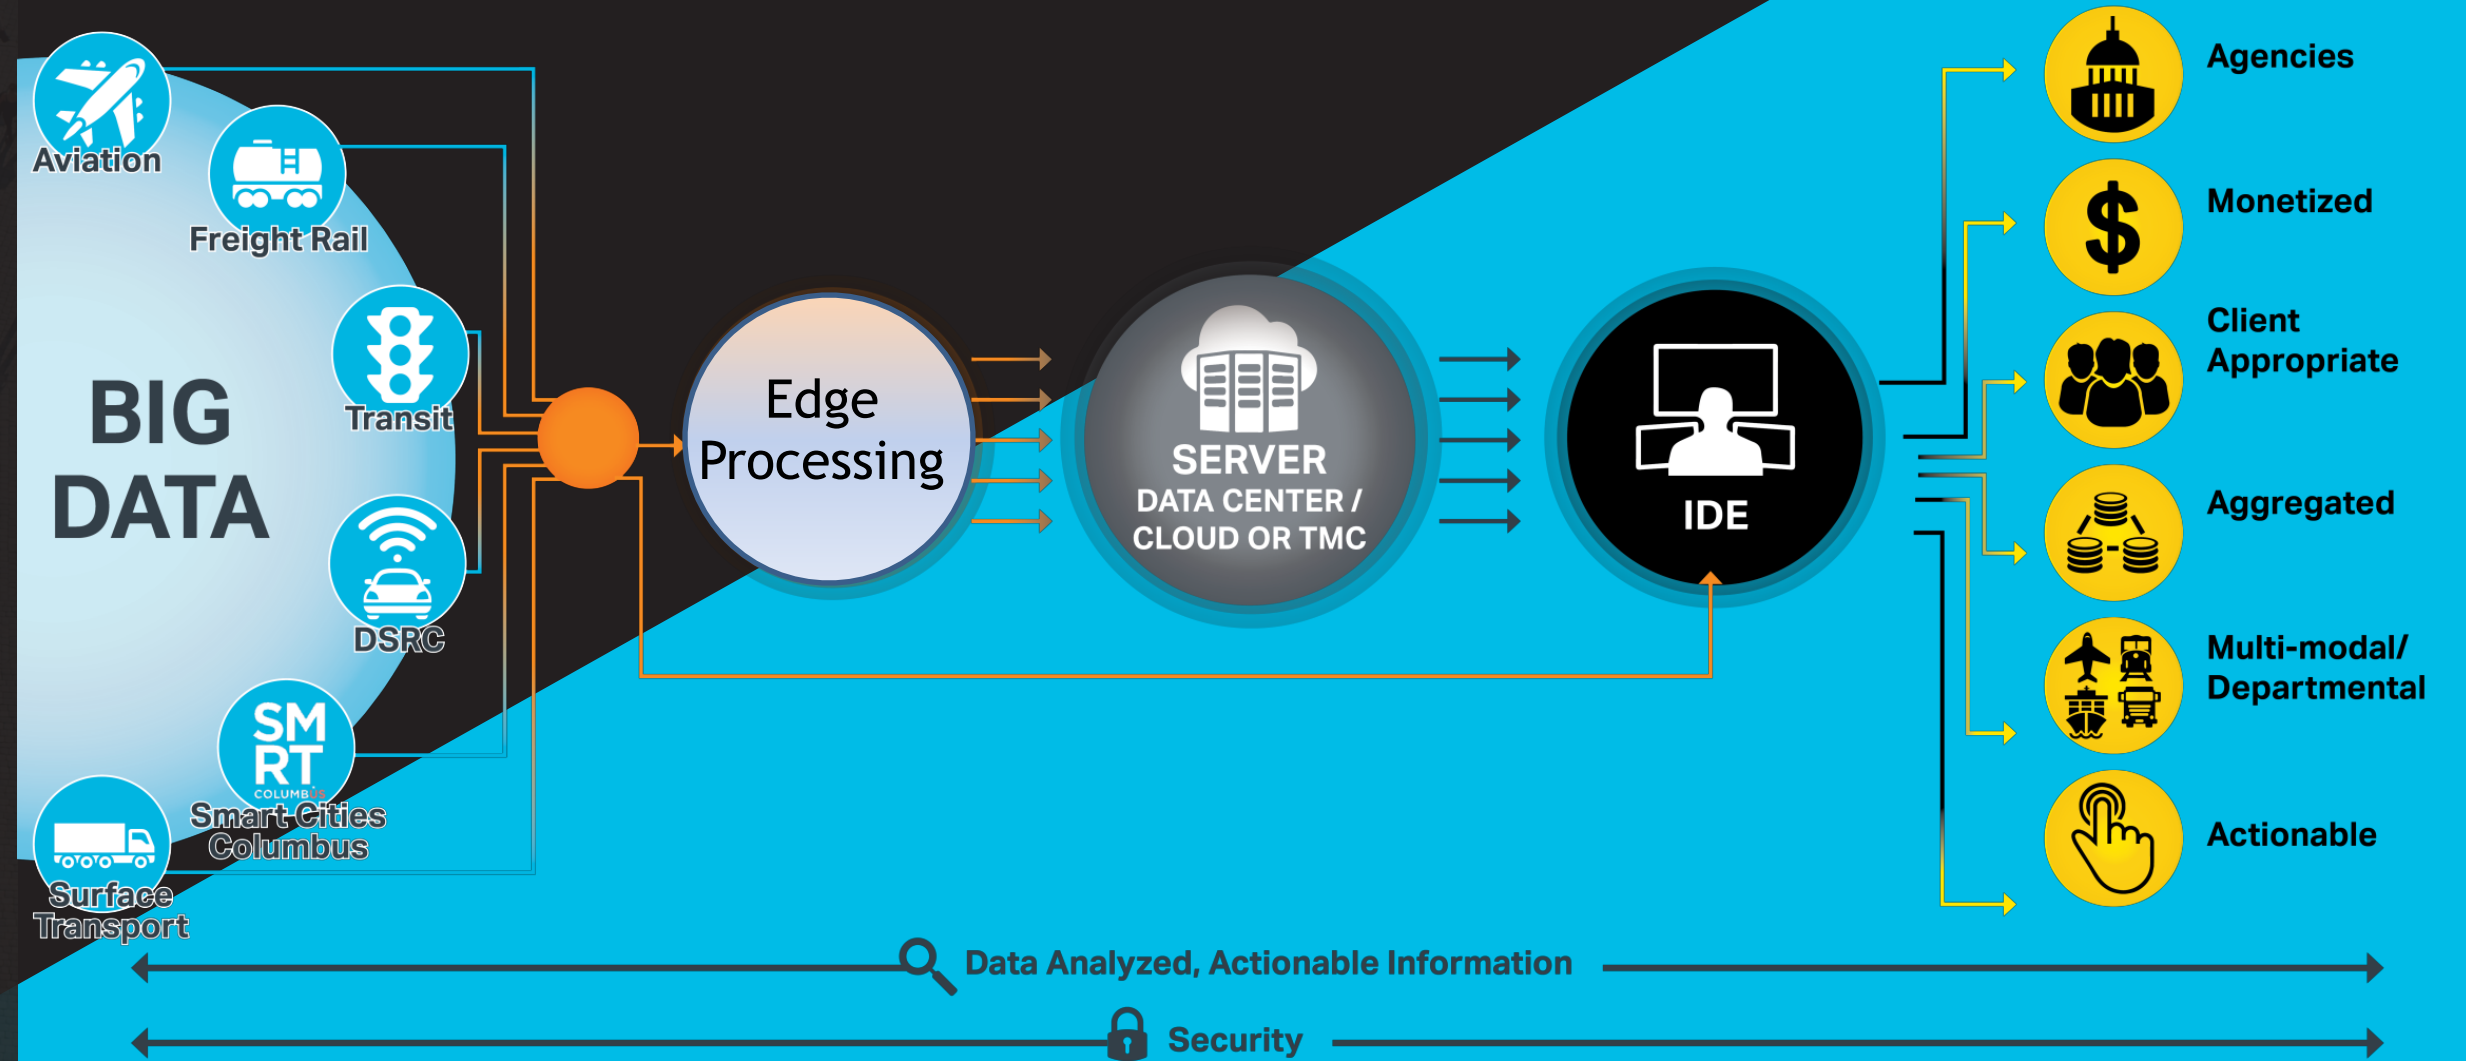 BIG
DATA
Aviation
Freight Rail
Transit
DSRC
SM
RT
COLUMBUS
Smart Cities
Columbus
Surface
Transport
Edge
Processing
SERVER
DATA CENTER /
CLOUD OR TMC
IDE
Agencies
$
Monetized
Client
Appropriate
Aggregated
Multi-modal/
Departmental
Actionable
Data Analyzed, Actionable Information
Security